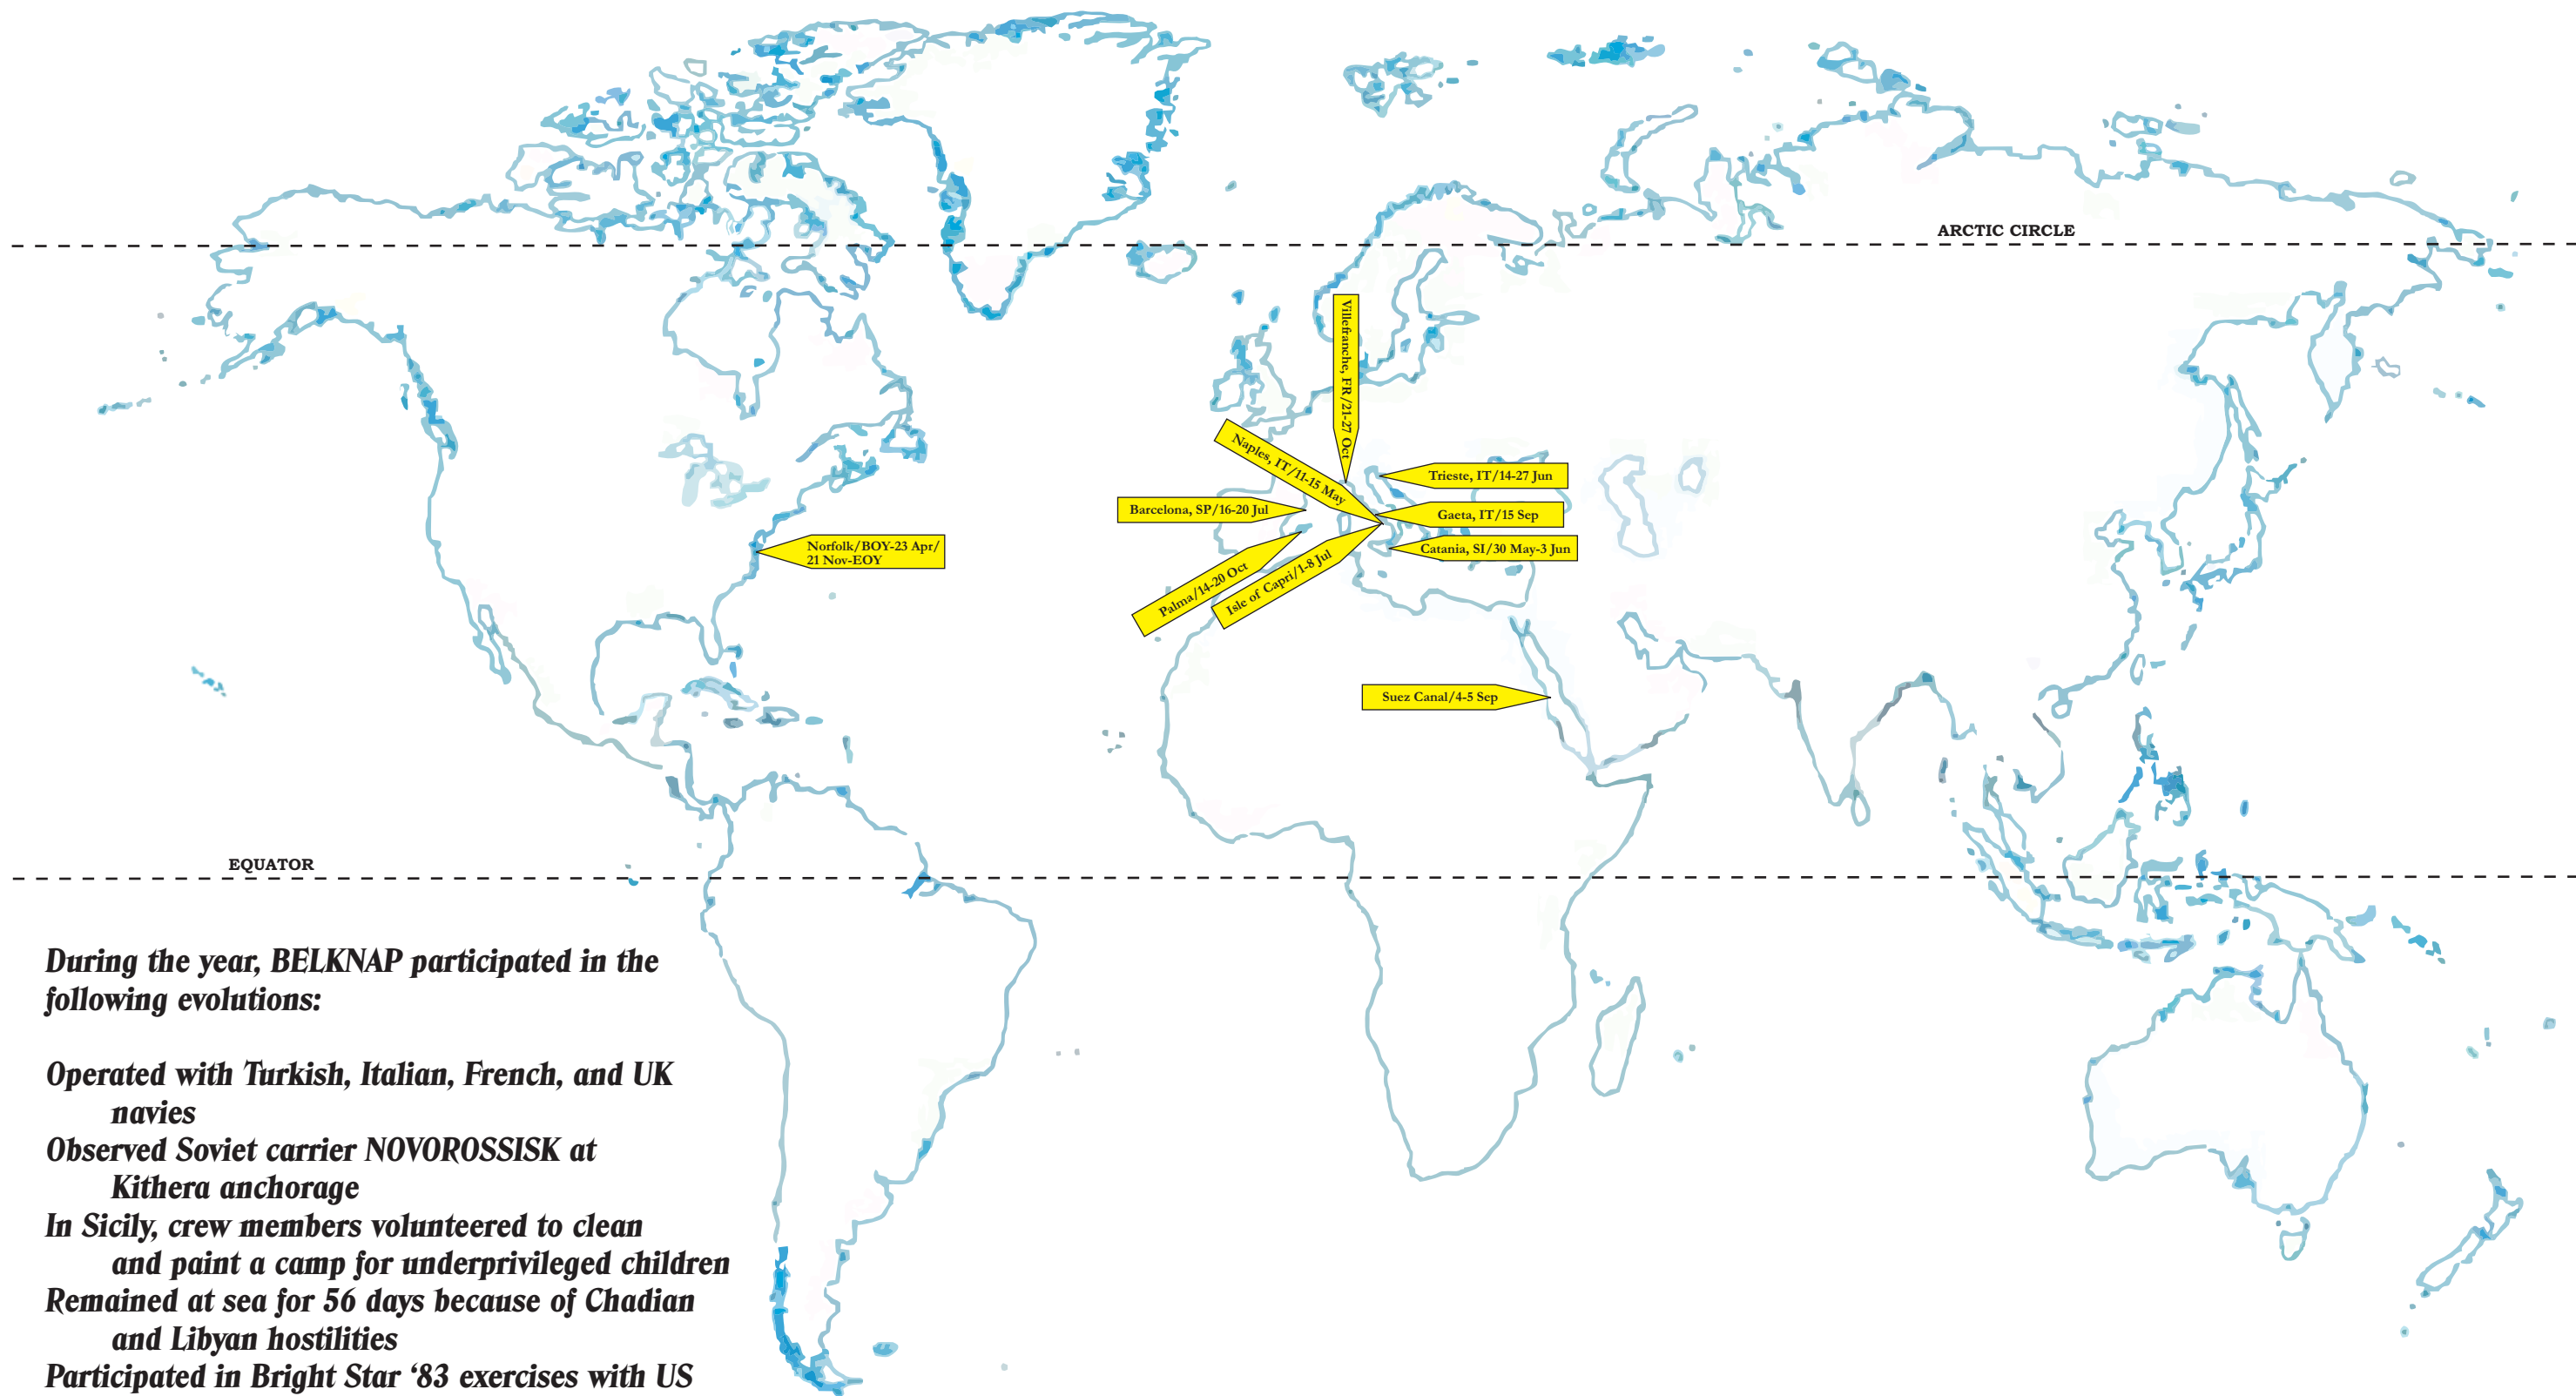 ARCTIC CIRCLE
Villefranche, FR/21-27 Oct
Naples, IT/11-15 May
Trieste, IT/14-27 Jun
Barcelona, SP/16-20 Jul
Gaeta, IT/15 Sep
Norfolk/BOY-23 Apr/
21 Nov-EOY
Catania, SI/30 May-3 Jun
Palma/14-20 Oct
Isle of Capri/1-8 Jul
Suez Canal/4-5 Sep
EQUATOR
During the year, BELKNAP participated in the
following evolutions:
Operated with Turkish, Italian, French, and UK
navies
Observed Soviet carrier NOVOROSSISK at
Kithera anchorage
In Sicily, crew members volunteered to clean
and paint a camp for underprivileged children
Remained at sea for 56 days because of Chadian
and Libyan hostilities
Participated in Bright Star ‘83 exercises with US